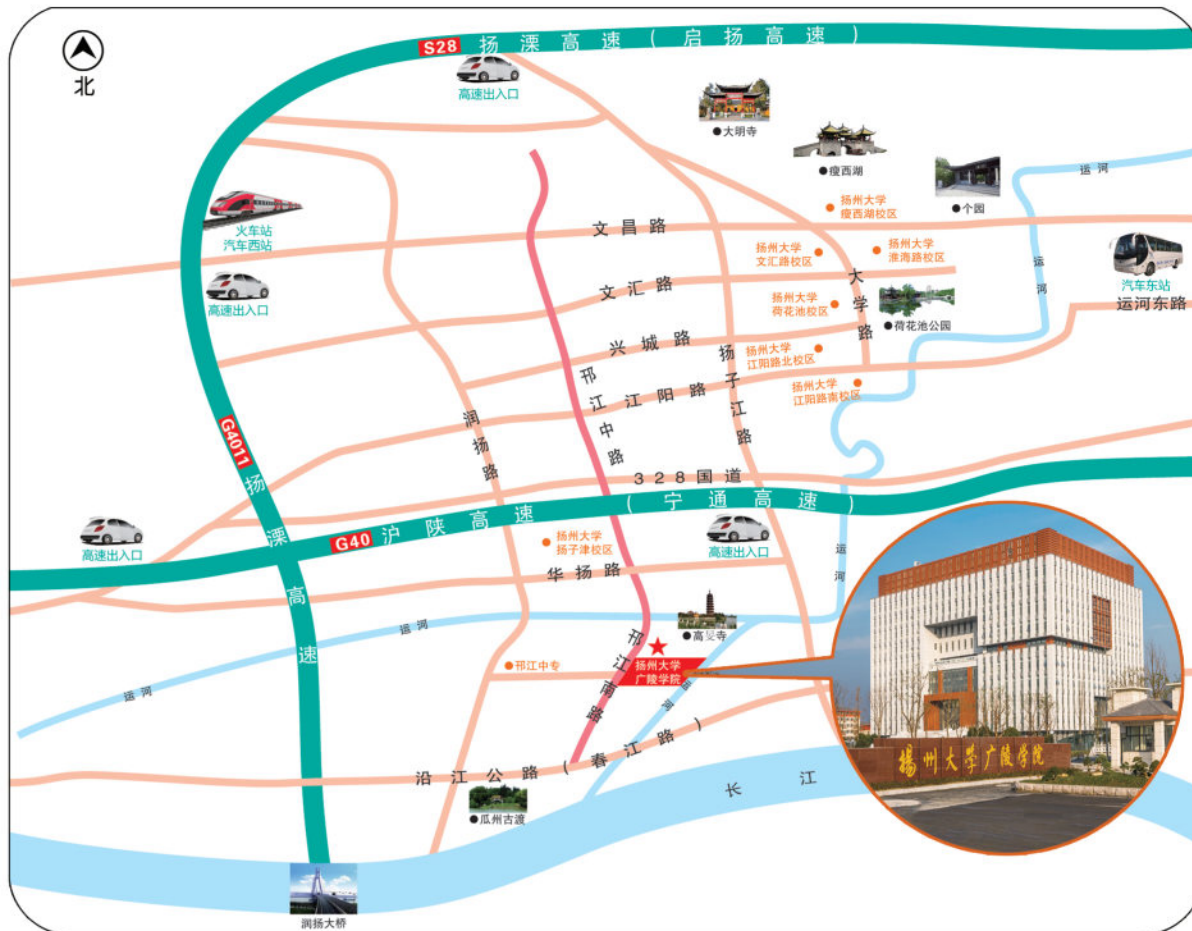 北
S28 扬溧高速(启扬高速)
高速出入口
大明寺
瘦西湖
个园
运河
扬州大学
瘦西湖校区
火车站
汽车西站
文昌路
扬州大学
文汇路校区
扬州大学
淮海路校区
运河
汽车东站
运河东路
高速出入口
文汇路
大学路
扬州大学
荷花池校区
荷花池公园
兴城路
扬州大学
江阳路北校区
扬州大学
江阳路南校区
邗江中路
江阳路
扬子江路
润扬路
G4011 扬溧高速
328国道
G40 沪陕高速(宁通高速)
高速出入口
扬州大学
扬子津校区
高速出入口
运河
华扬路
运河
高旻寺
邗江中专
扬州大学
广陵学院
邗江南路
运河
运河
沿江公路(春江路)
瓜州古渡
长江
润扬大桥
揚州大学广陵学院